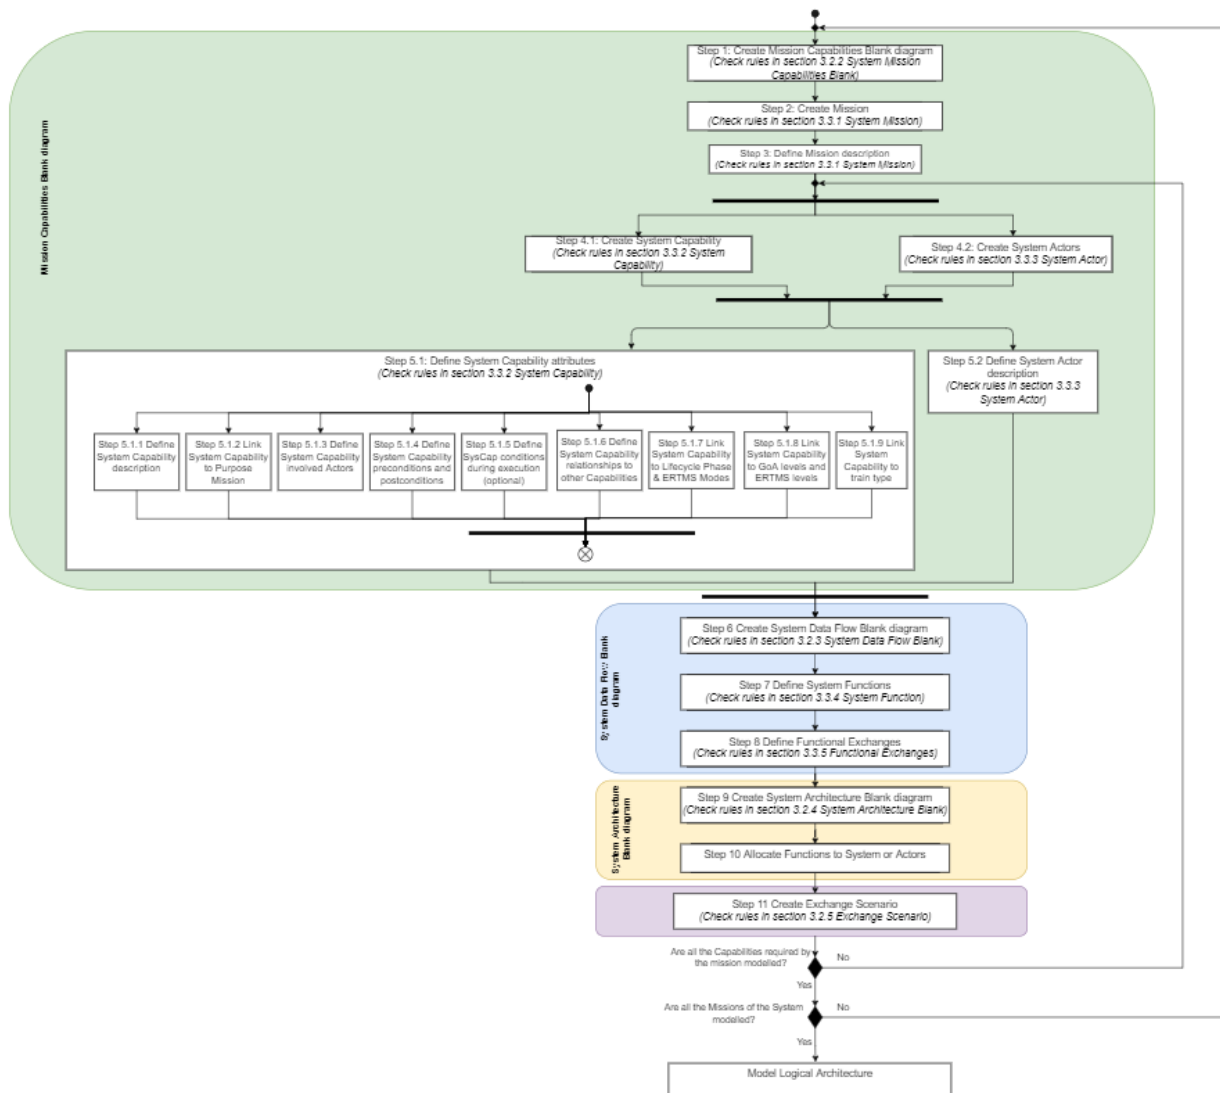 Step 1: Create Mission Capabilities Blank diagram
(Check rules in section 3.2.2 System Mission
Capabilities Blank)
Step 2: Create Mission
(Check rules in section 3.3.1 System Mission)
Step 3: Define Mission description
(Check rules in section 3.3.1 System Mission)
Mission Capabilities Blank diagram
Step 4.1: Create System Capability
(Check rules in section 3.3.2 System
Capability)
Step 4.2: Create System Actors
(Check rules in section 3.3.3 System Actor)
Step 5.1: Define System Capability attributes
(Check rules in section 3.3.2 System Capability)
Step 5.2 Define System Actor
description
(Check rules in section 3.3.3
System Actor)
Step 5.1.1 Define
System Capability
description
Step 5.1.2 Link
System Capability
to Purpose
Mission
Step 5.1.3 Define
System Capability
involved Actors
Step 5.1.4 Define
System Capability
preconditions and
postconditions
Step 5.1.5 Define
SysCap conditions
during execution
(optional)
Step 5.1.6 Define
System Capability
relationships to
other Capabilities
Step 5.1.7 Link
System Capability
to Lifecycle Phase
& ERTMS Modes
Step 5.1.8 Link
System Capability
to GoA levels and
ERTMS levels
Step 5.1.9 Link
System
Capability to
train type
System Data Flow Blank
diagram
Step 6 Create System Data Flow Blank diagram
(Check rules in section 3.2.3 System Data Flow Blank)
Step 7 Define System Functions
(Check rules in section 3.3.4 System Function)
Step 8 Define Functional Exchanges
(Check rules in section 3.3.5 Functional Exchanges)
System Architecture
Blank diagram
Step 9 Create System Architecture Blank diagram
(Check rules in section 3.2.4 System Architecture Blank)
Step 10 Allocate Functions to System or Actors
Step 11 Create Exchange Scenario
(Check rules in section 3.2.5 Exchange Scenario)
Are all the Capabilities required by
the mission modelled?
No
Yes
Are all the Missions of the System
modelled?
No
Yes
Model Logical Architecture